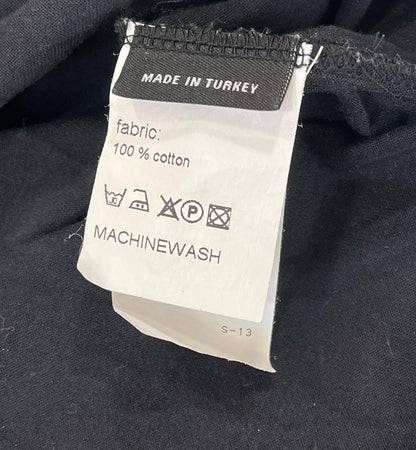 MADE IN TURKEY
fabric:
100 % cotton
P
MACHINEWASH
S-13